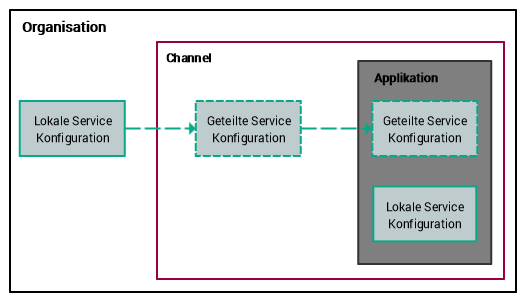 Organisation
Channel
Applikation
Lokale Service
Konfiguration
Geteilte Service
Konfiguration
Geteilte Service
Konfiguration
Lokale Service
Konfiguration